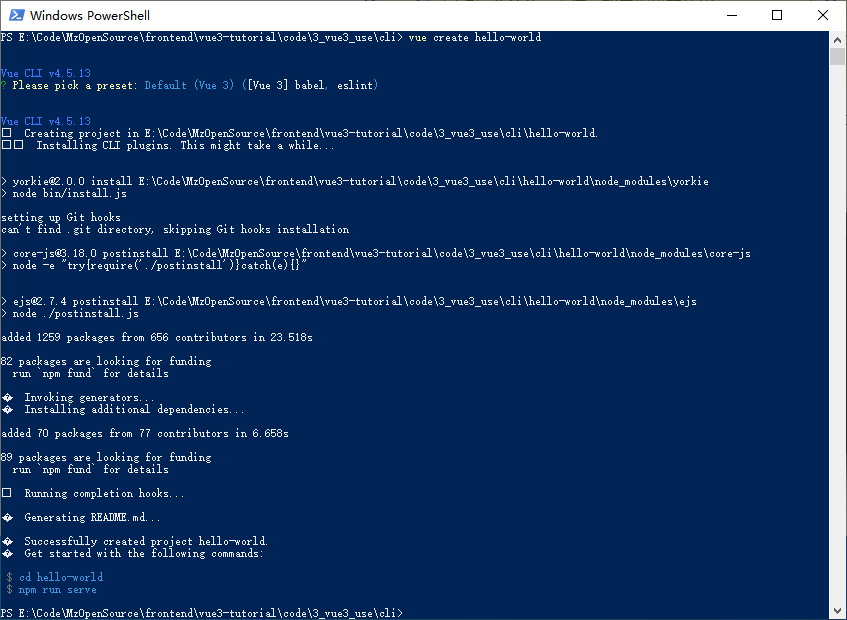 Windows PowerShell
PS E:\Code\MzOpenSource\frontend\vue3-tutorial\code\3_vue3_use\cli> vue create hello-world
Vue CLI v4.5.13
? Please pick a preset: Default (Vue 3) ([Vue 3] babel, eslint)
Vue CLI v4.5.13
□  Creating project in E:\Code\MzOpenSource\frontend\vue3-tutorial\code\3_vue3_use\cli\hello-world.
□□  Installing CLI plugins. This might take a while...
> yorkie@2.0.0 install E:\Code\MzOpenSource\frontend\vue3-tutorial\code\3_vue3_use\cli\hello-world\node_modules\yorkie
> node bin/install.js
setting up Git hooks
can't find .git directory, skipping Git hooks installation
> core-js@3.18.0 postinstall E:\Code\MzOpenSource\frontend\vue3-tutorial\code\3_vue3_use\cli\hello-world\node_modules\core-js
> node -e "try{require('./postinstall')}catch(e){}"
> ejs@2.7.4 postinstall E:\Code\MzOpenSource\frontend\vue3-tutorial\code\3_vue3_use\cli\hello-world\node_modules\ejs
> node ./postinstall.js
added 1259 packages from 656 contributors in 23.518s
82 packages are looking for funding
run `npm fund` for details
�  Invoking generators...
�  Installing additional dependencies...
added 70 packages from 77 contributors in 6.658s
89 packages are looking for funding
run `npm fund` for details
□  Running completion hooks...
�  Generating README.md...
�  Successfully created project hello-world.
�  Get started with the following commands:
$ cd hello-world
$ npm run serve
PS E:\Code\MzOpenSource\frontend\vue3-tutorial\code\3_vue3_use\cli>